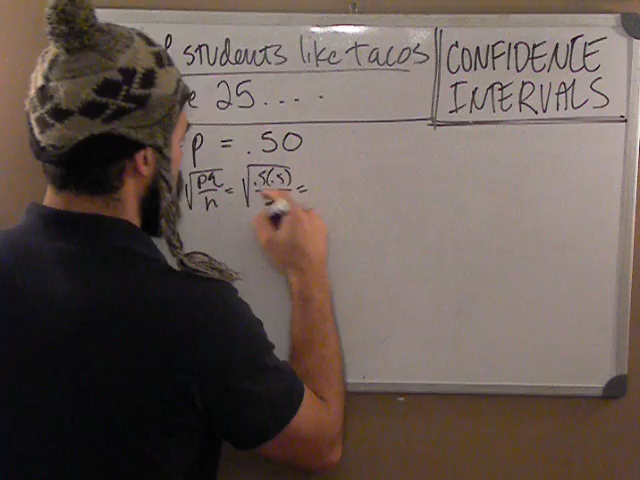 students like tacos
25 . . . .
CONFIDENCE
INTERVALS
p = .50
√pq/n = √.5(.5)/ =